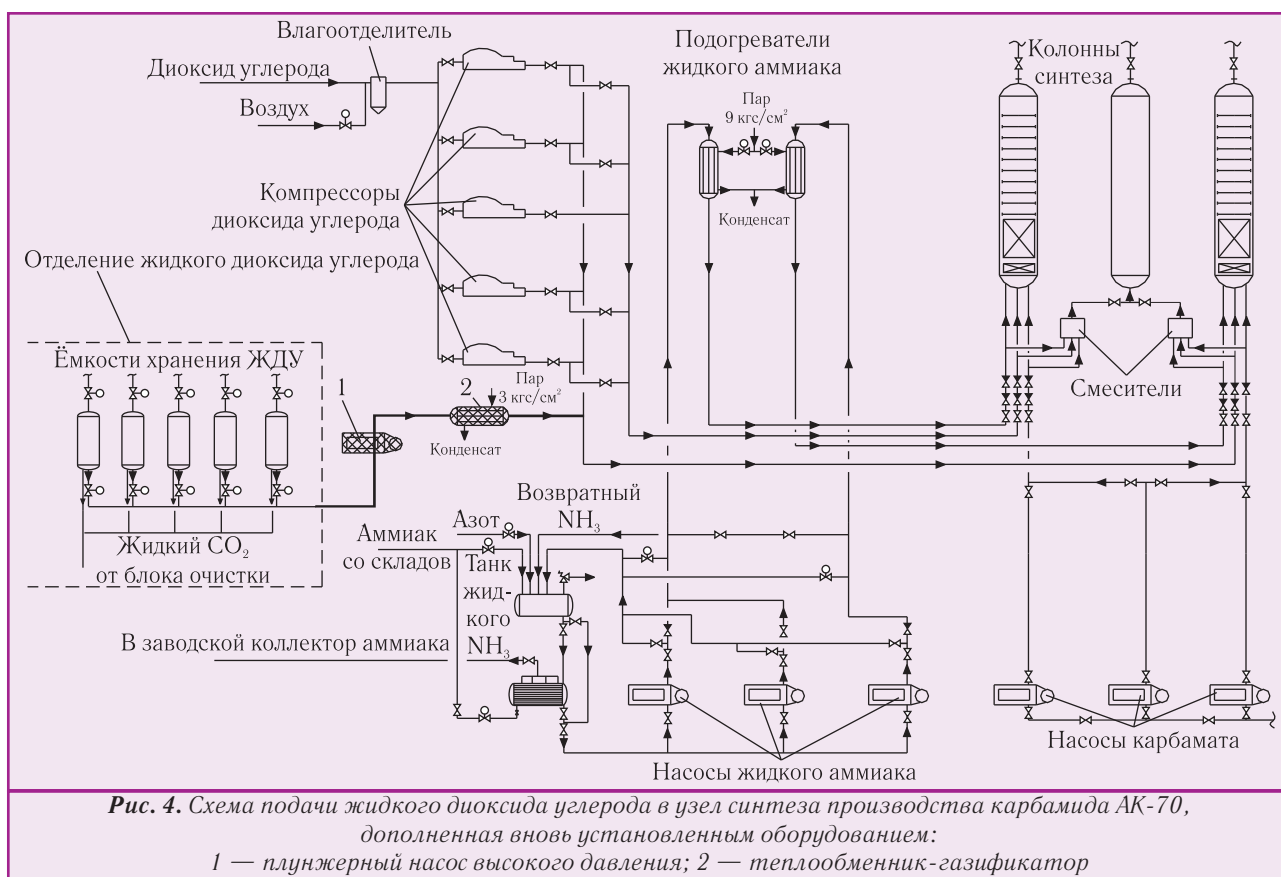 Влагоотделитель
Диоксид углерода
Воздух
Компрессоры
диоксида углерода
Подогреватели
жидкого аммиака
Пар
9 кгс/см²
Конденсат
Колонны
синтеза
Смесители
Отделение жидкого диоксида углерода
Ёмкости хранения ЖДУ
1
2
Пар
3 кгс/см²
Конденсат
Жидкий CO₂
от блока очистки
Возвратный
NH₃
Азот
Аммиак
со складов
Танк
жид-
кого
NH₃
В заводской коллектор аммиака
Насосы жидкого аммиака
Насосы карбамата
Рис. 4. Схема подачи жидкого диоксида углерода в узел синтеза производства карбамида АК-70,
дополненная вновь установленным оборудованием:
1 — плунжерный насос высокого давления; 2 — теплообменник-газификатор